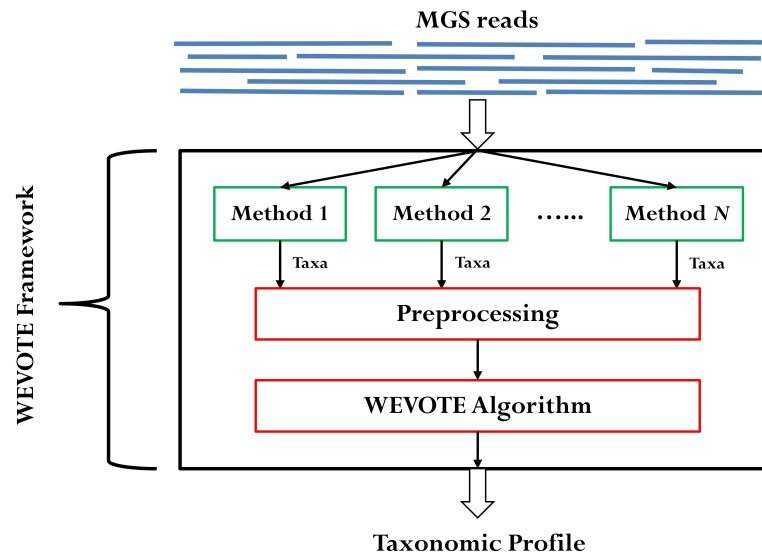 MGS reads
WEVOTE Framework
Method 1
Method 2
…...
Method N
Taxa
Taxa
Taxa
Preprocessing
WEVOTE Algorithm
Taxonomic Profile